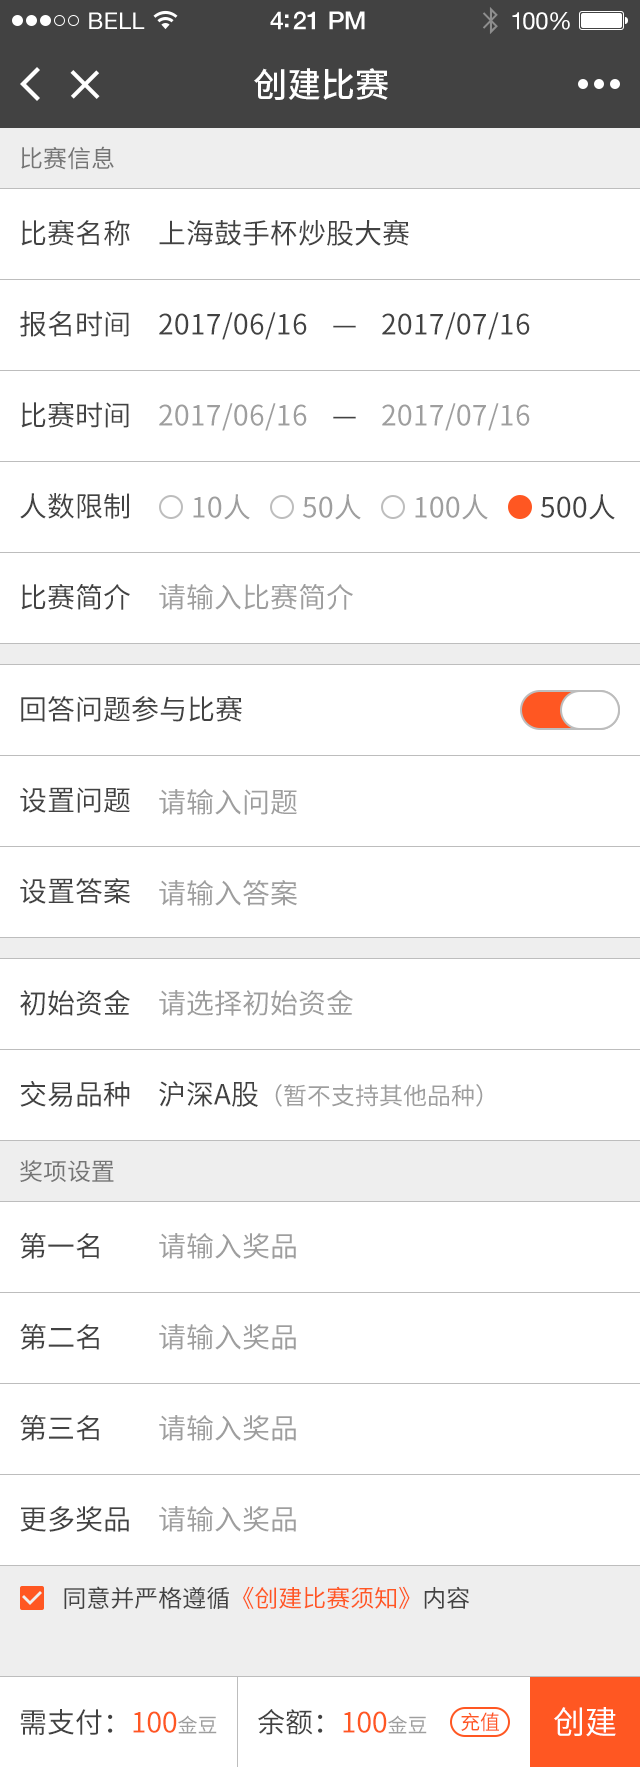 BELL 4:21 PM 100%
创建比赛
比赛信息
比赛名称 上海鼓手杯炒股大赛
报名时间 2017/06/16 — 2017/07/16
比赛时间 2017/06/16 — 2017/07/16
人数限制 10人 50人 100人 500人
比赛简介 请输入比赛简介
回答问题参与比赛
设置问题 请输入问题
设置答案 请输入答案
初始资金 请选择初始资金
交易品种 沪深A股（暂不支持其他品种）
奖项设置
第一名 请输入奖品
第二名 请输入奖品
第三名 请输入奖品
更多奖品 请输入奖品
同意并严格遵循《创建比赛须知》内容
需支付：100金豆 余额：100金豆 充值 创建